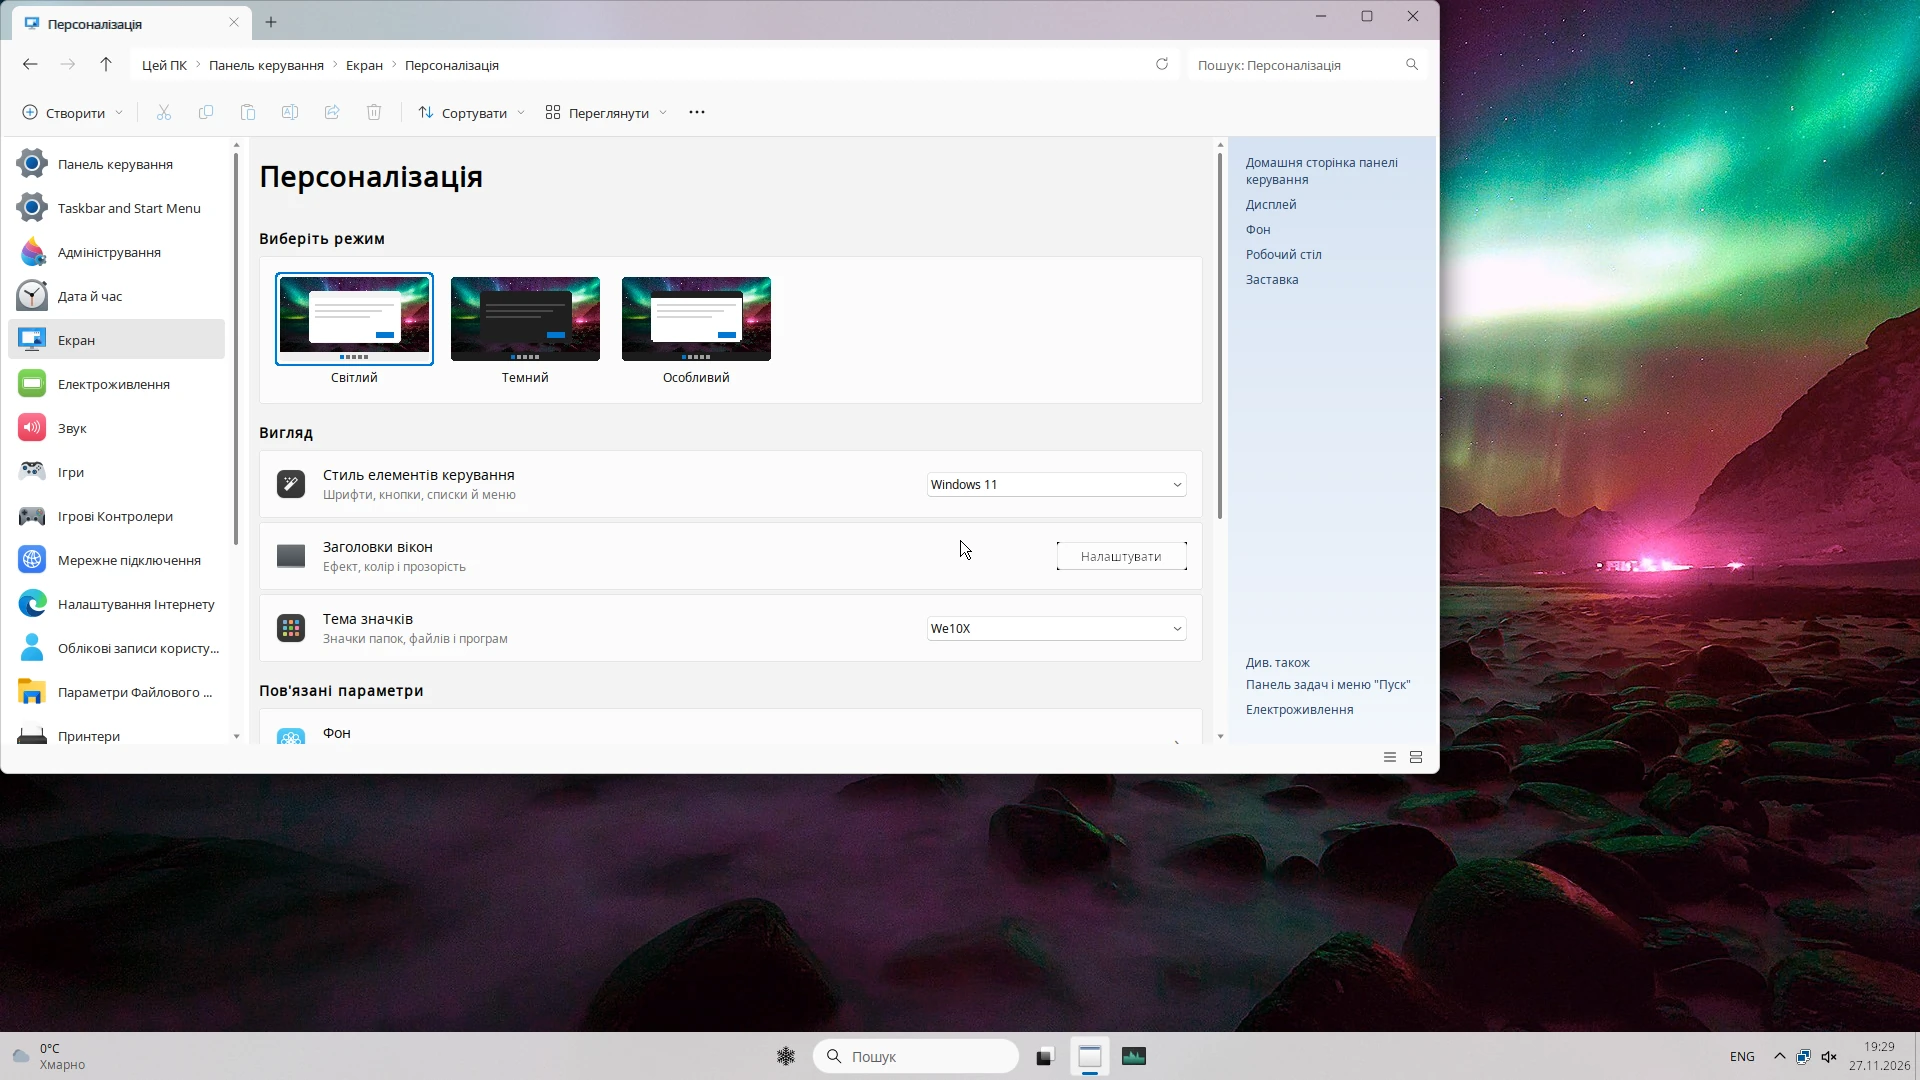 Персоналізація
Цей ПК
Панель керування
Екран
Персоналізація
Пошук: Персоналізація
Створити
Сортувати
Переглянути
Панель керування
Taskbar and Start Menu
Адміністрування
Дата й час
Екран
Електроживлення
Звук
Ігри
Ігрові Контролери
Мережне підключення
Налаштування Інтернету
Облікові записи користу...
Параметри Файлового ...
Принтери
Персоналізація
Виберіть режим
Світлий
Темний
Особливий
Вигляд
Стиль елементів керування
Шрифти, кнопки, списки й меню
Windows 11
Заголовки вікон
Ефект, колір і прозорість
Налаштувати
Тема значків
Значки папок, файлів і програм
We10X
Пов'язані параметри
Фон
Домашня сторінка панелі
керування
Дисплей
Фон
Робочий стіл
Заставка
Див. також
Панель задач і меню "Пуск"
Електроживлення
0°C
Хмарно
Пошук
ENG
19:29
27.11.2026